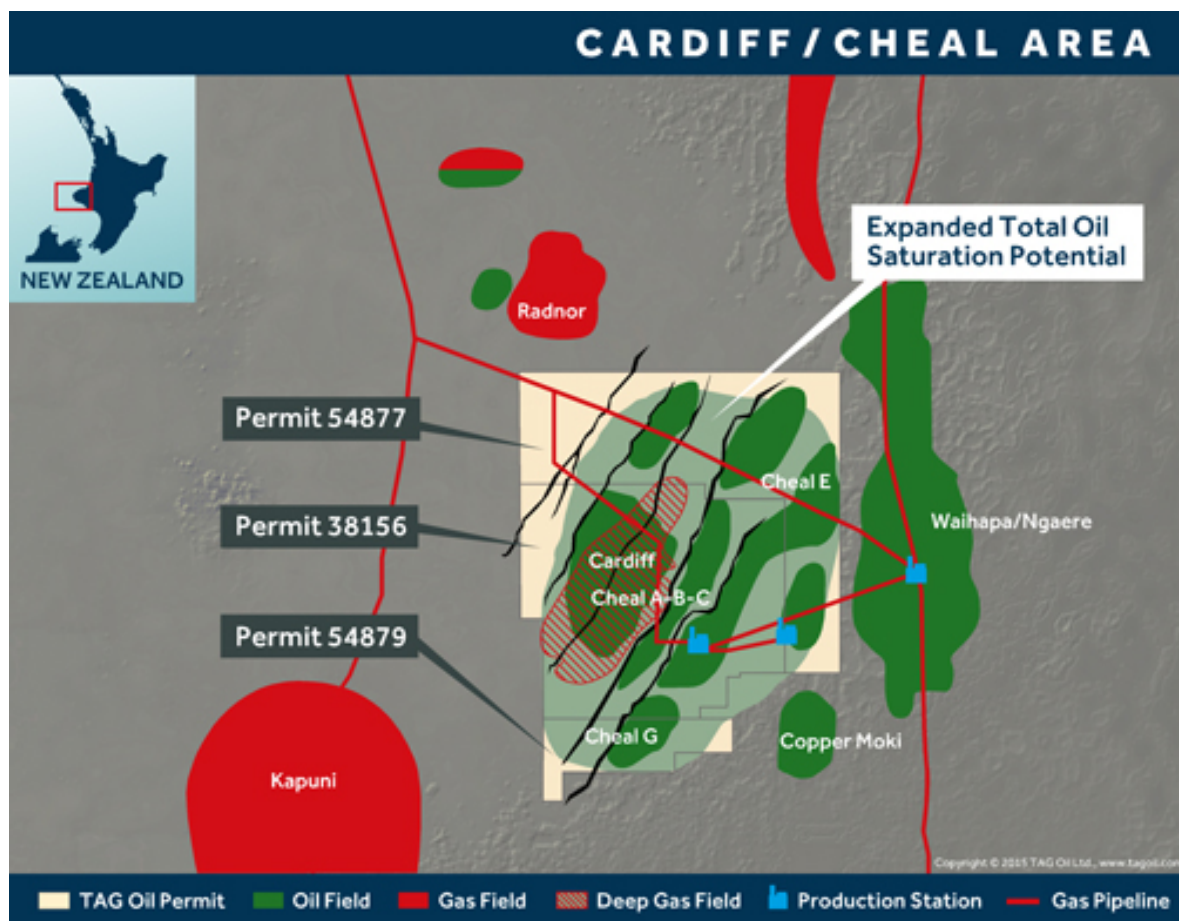 CARDIFF/CHEAL AREA
NEW ZEALAND
Expanded Total Oil
Saturation Potential
Radnor
Permit 54877
Cheal E
Waihapa/Ngaere
Permit 38156
Cardiff
Cheal A-B-C
Permit 54879
Cheal G
Copper Moki
Kapuni
Copyright © 2015 TAG Oil Ltd., www.tagoil.com
TAG Oil Permit
Oil Field
Gas Field
Deep Gas Field
Production Station
Gas Pipeline